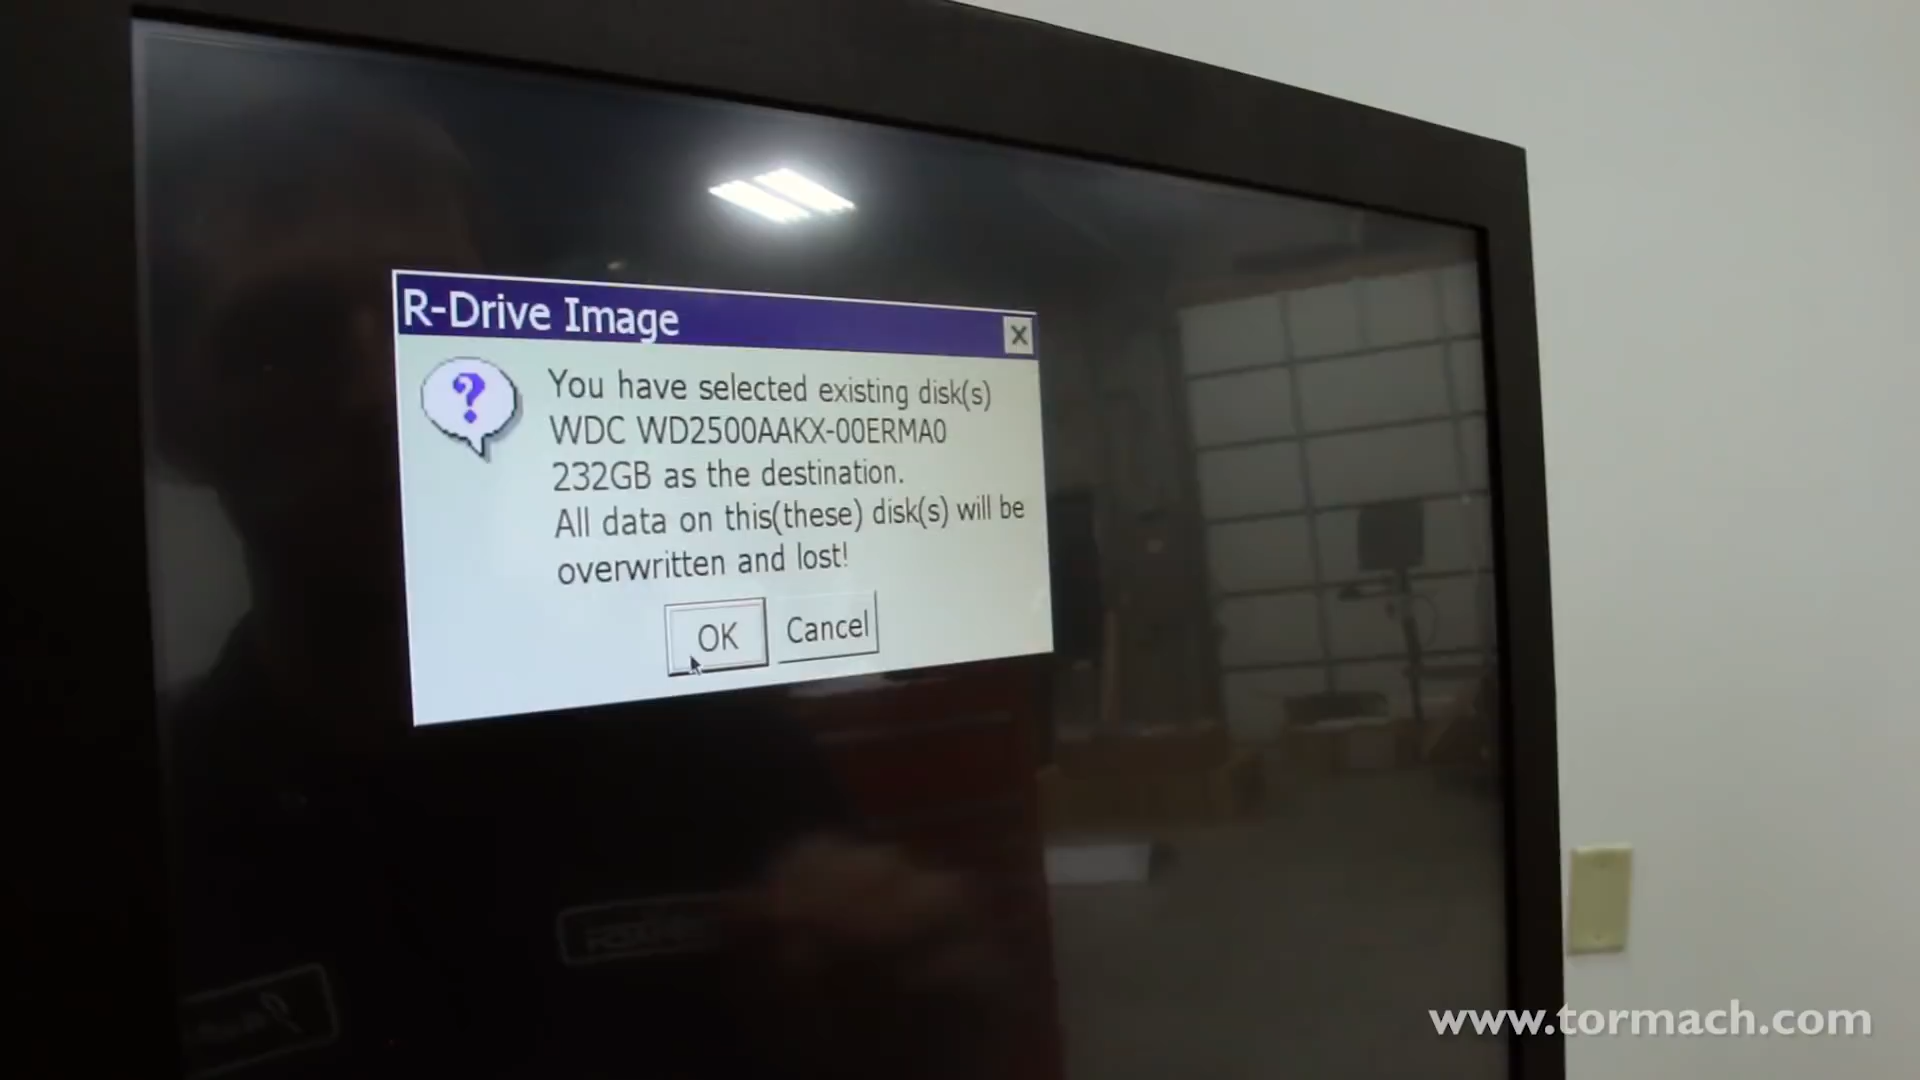 R-Drive Image
You have selected existing disk(s)
WDC WD2500AAKX-00ERMA0
232GB as the destination.
All data on this(these) disk(s) will be
overwritten and lost!
OK
Cancel
www.tormach.com